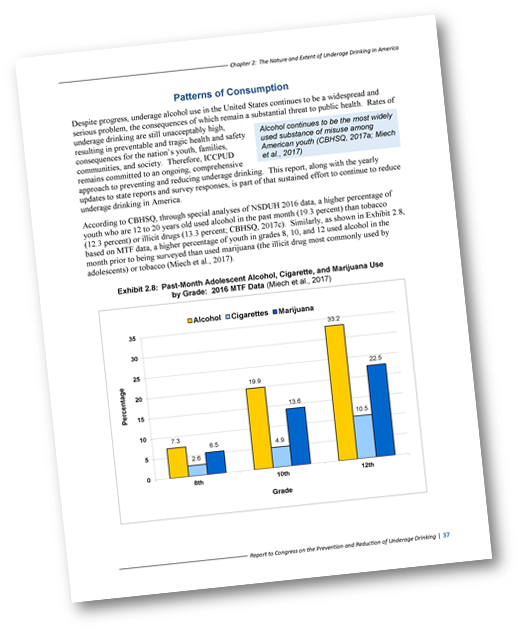 Chapter 2: The Nature and Extent of Underage Drinking in America
Patterns of Consumption
Despite progress, underage alcohol use in the United States continues to be a widespread and
serious problem, the consequences of which remain a substantial threat to public health. Rates of
underage drinking are still unacceptably high,
resulting in preventable and tragic health and safety
consequences for the nation's youth, families,
communities, and society. Therefore, ICCPUD
remains committed to an ongoing, comprehensive
approach to preventing and reducing underage drinking. This report, along with the yearly
updates to state reports and survey responses, is part of that sustained effort to continue to reduce
underage drinking in America.
Alcohol continues to be the most widely
used substance of misuse among
American youth (CBHSQ, 2017a; Miech
et al., 2017)
According to CBHSQ, through special analyses of NSDUH 2016 data, a higher percentage of
youth who are 12 to 20 years old used alcohol in the past month (19.3 percent) than tobacco
(12.3 percent) or illicit drugs (13.3 percent, CBHSQ, 2017c). Similarly, as shown in Exhibit 2.8,
based on MTF data, a higher percentage of youth in grades 8, 10, and 12 used alcohol in the
month prior to being surveyed than used marijuana (the illicit drug most commonly used by
adolescents) or tobacco (Miech et al., 2017).
Exhibit 2.8: Past-Month Adolescent Alcohol, Cigarette, and Marijuana Use
by Grade: 2016 MTF Data (Miech et al., 2017)
Alcohol Cigarettes Marijuana
Percentage
35
30
25
20
15
10
5
0
7.3
2.6
6.5
19.9
4.9
13.6
33.2
10.5
22.5
8th
10th
12th
Grade
Report to Congress on the Prevention and Reduction of Underage Drinking | 37